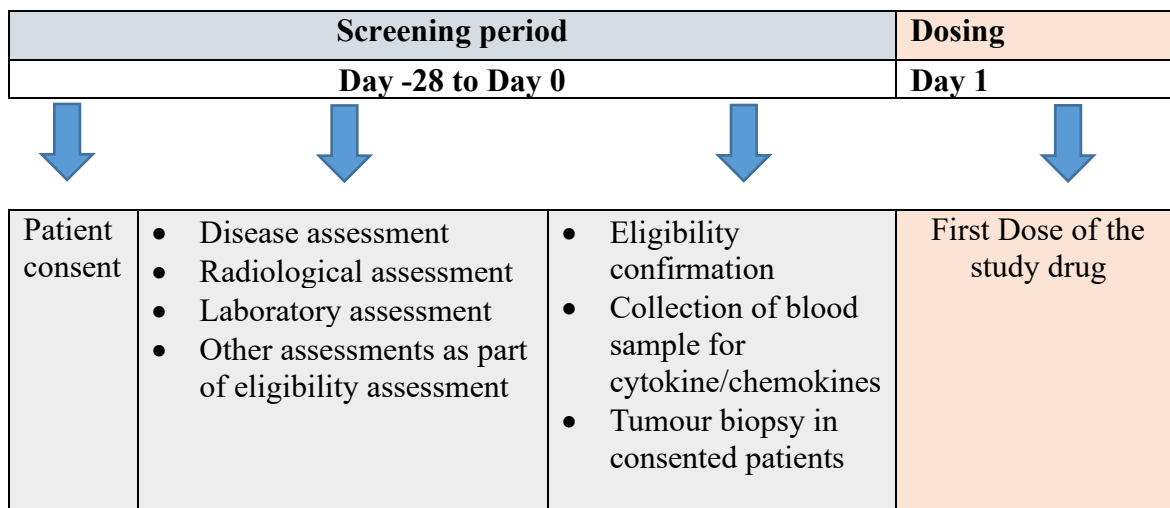 Screening period
Dosing
Day -28 to Day 0
Day 1
Patient
consent
• Disease assessment
• Radiological assessment
• Laboratory assessment
• Other assessments as part
of eligibility assessment
• Eligibility
confirmation
• Collection of blood
sample for
cytokine/chemokines
• Tumour biopsy in
consented patients
First Dose of the
study drug